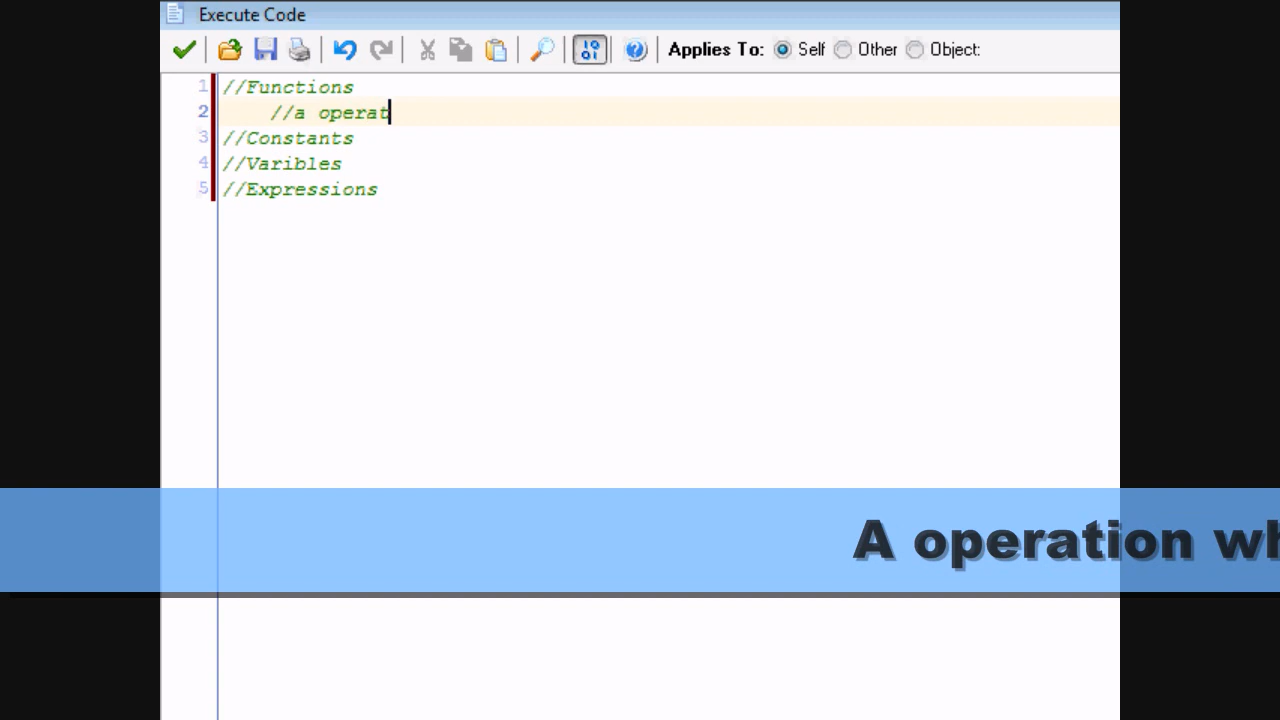 Execute Code
Applies To: Self Other Object:
1 //Functions
2 //a operat
3 //Constants
4 //Varibles
5 //Expressions
A operation wh